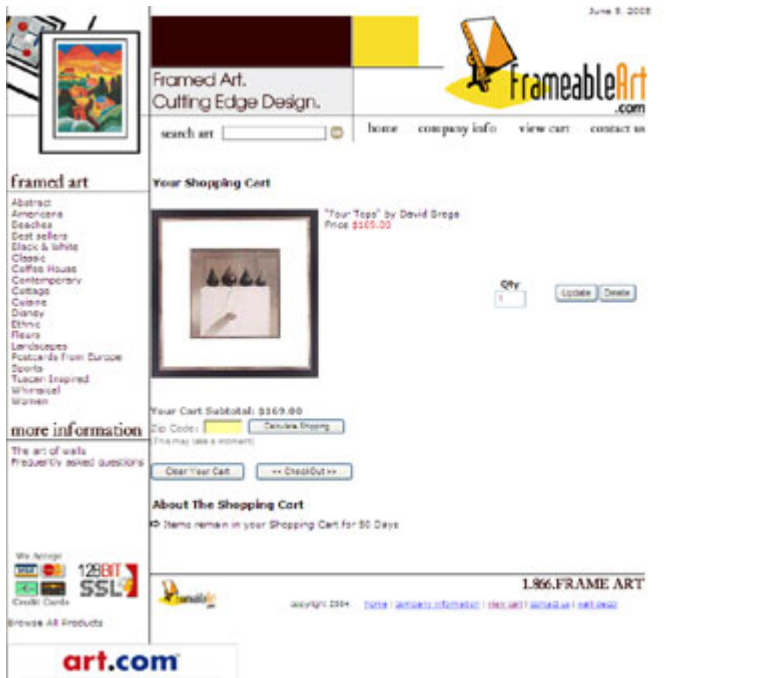 June 8, 2005
Framed Art.
Cutting Edge Design.
FrameableArt
.com
search art
home company info view cart contact us
framed art
Abstract
Americana
Beaches
Best sellers
Black & White
Classic
Coffee House
Contemporary
Cottage
Cuisine
Disney
Ethnic
Fleurs
Landscapes
Postcards from Europe
Sports
Tuscan Inspired
Whimsical
Women
more information
The art of walls
Frequently asked questions
We Accept
128BIT
SSL
Credit Cards
Browse All Products
art.com
Your Shopping Cart
"Four Tops" by David Brega
Price $169.00
Qty
1
Update Delete
Your Cart Subtotal: $169.00
Zip Code: Calculate Shipping
(This may take a moment)
Clear Your Cart << CheckOut >>
About The Shopping Cart
Items remain in your Shopping Cart for 50 Days
1.866.FRAME ART
copyright 2004. home | company information | view cart | contact us |